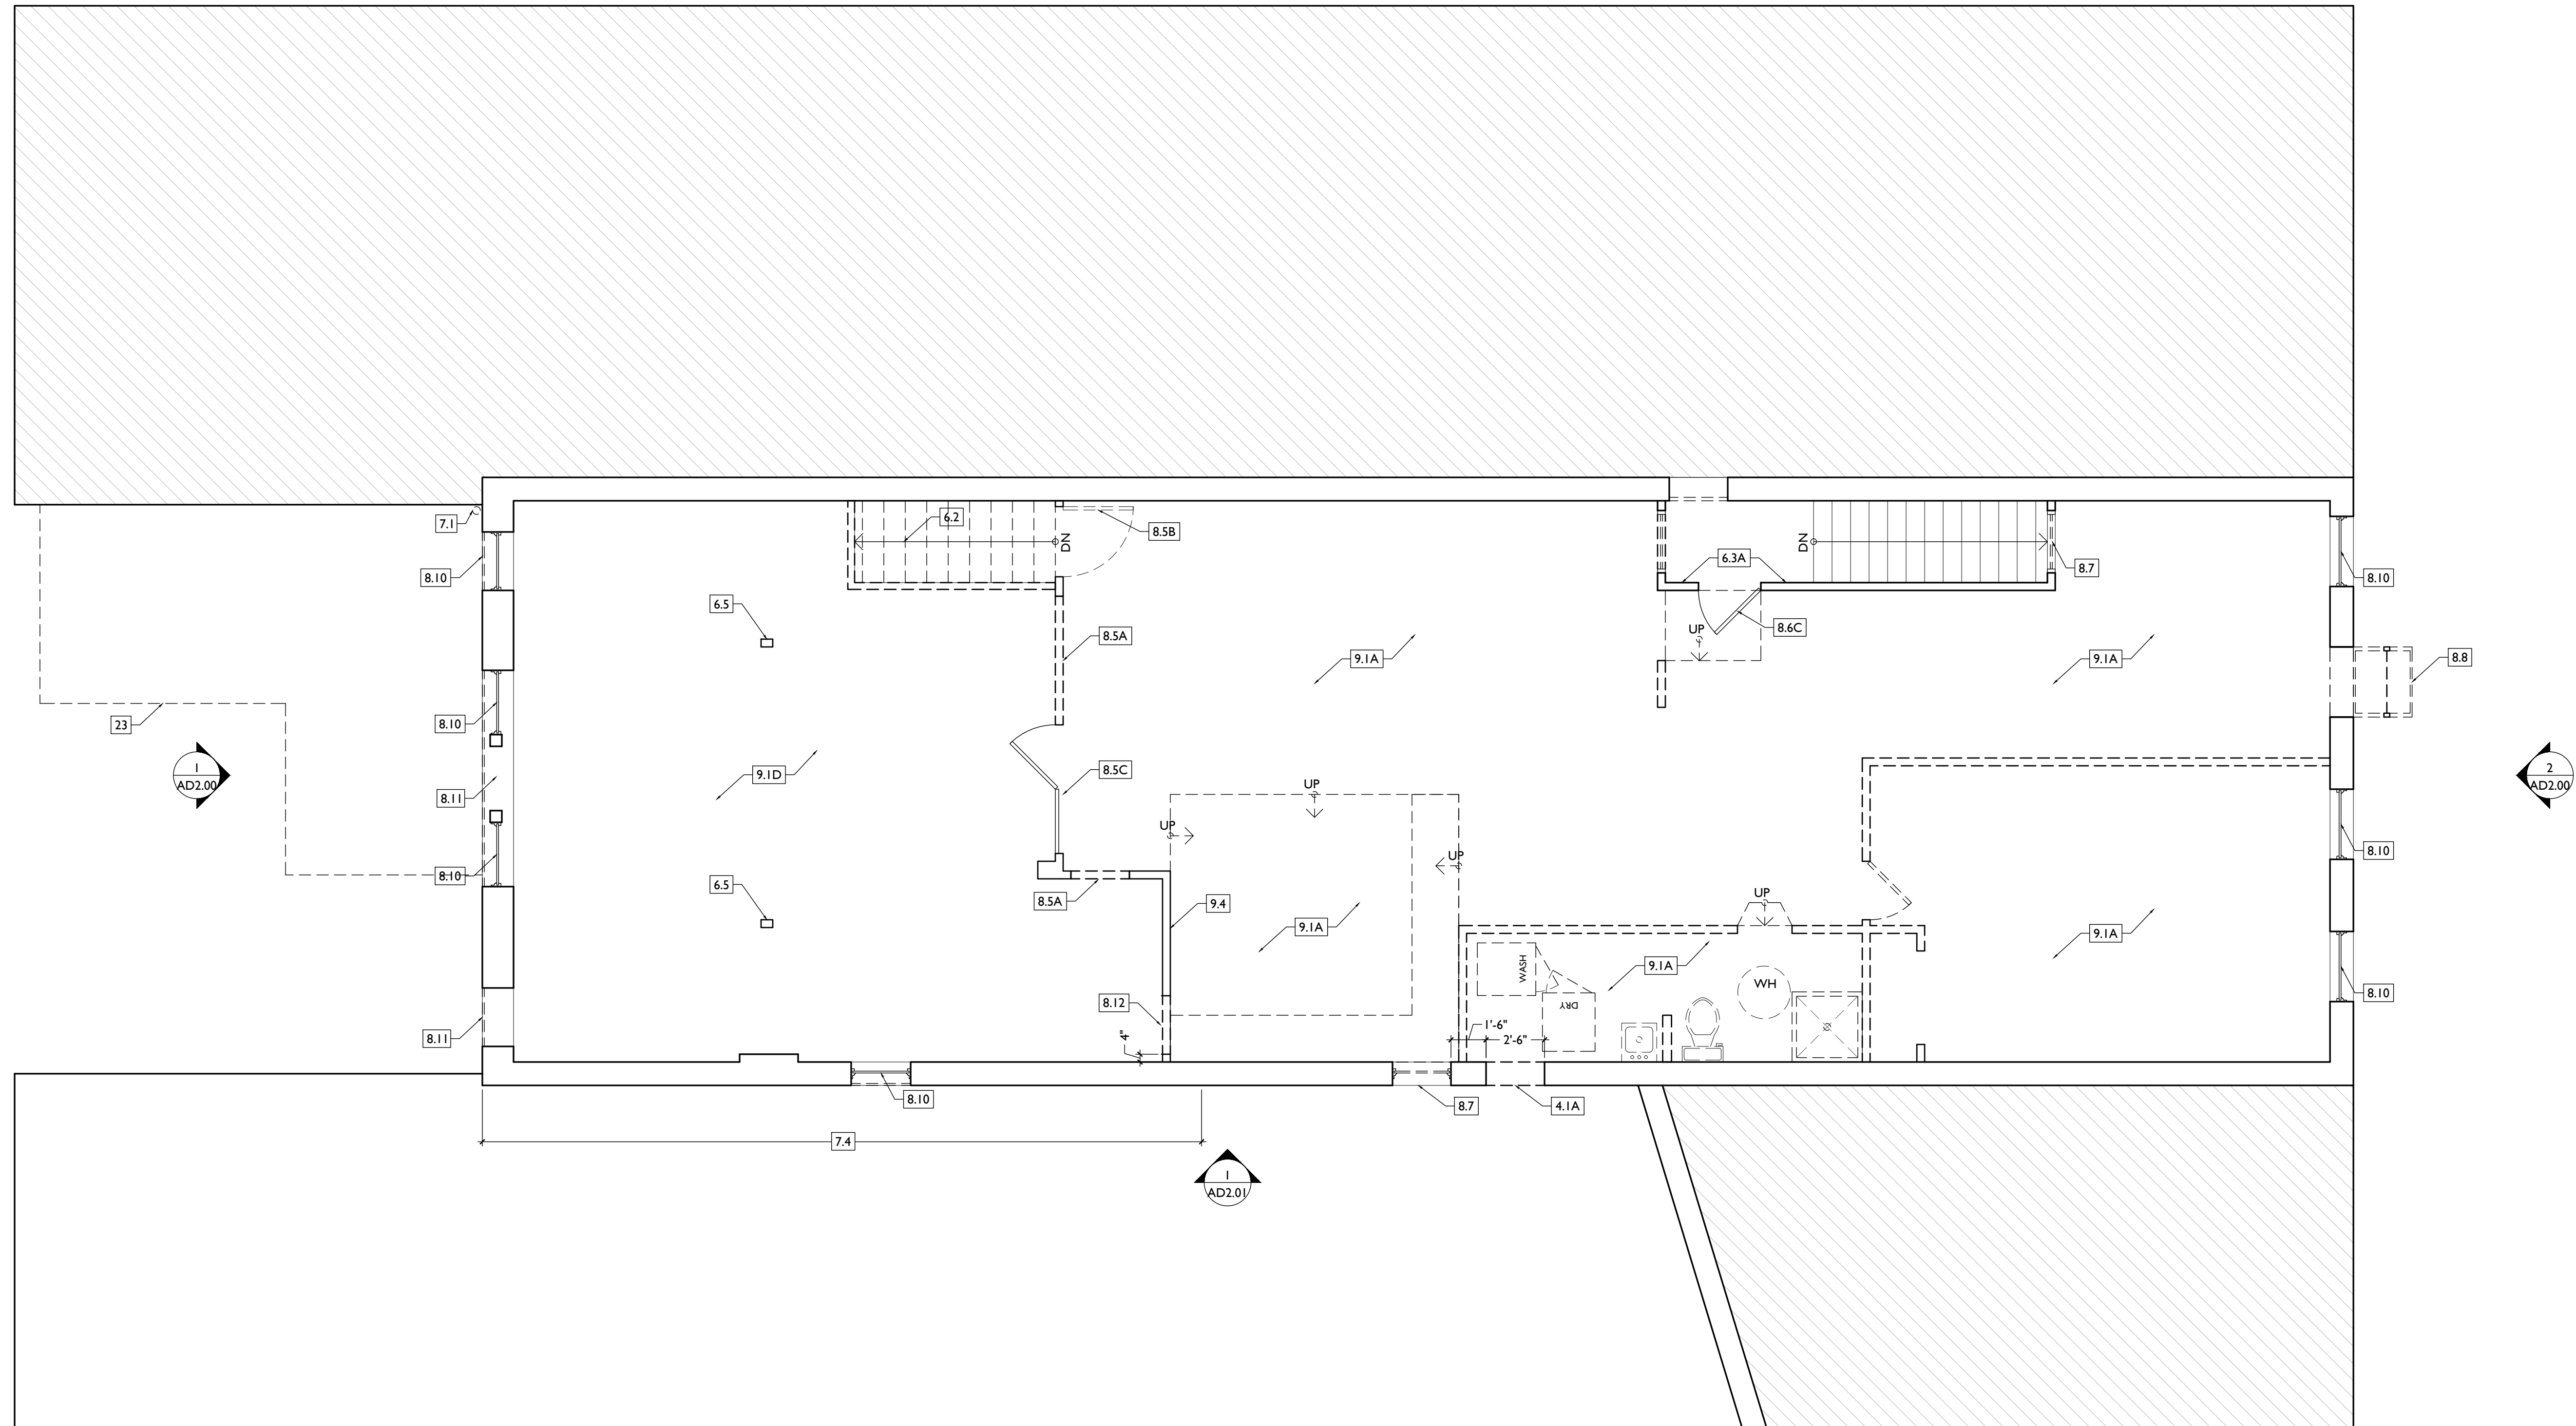 7.1
6.2
DN
8.5B
DN
6.3A
8.7
8.10
8.10
6.5
8.5A
UP
8.6C
9.1A
9.1A
8.8
23
8.10
1
AD2.00
9.1D
8.5C
UP
2
AD2.00
8.11
UP
UP
8.10
8.10
6.5
8.5A
9.4
UP
9.1A
9.1A
9.1A
WASH
WH
8.10
8.12
DRY
1'-6"
2'-6"
4"
8.11
8.10
8.7
4.1A
7.4
1
AD2.01